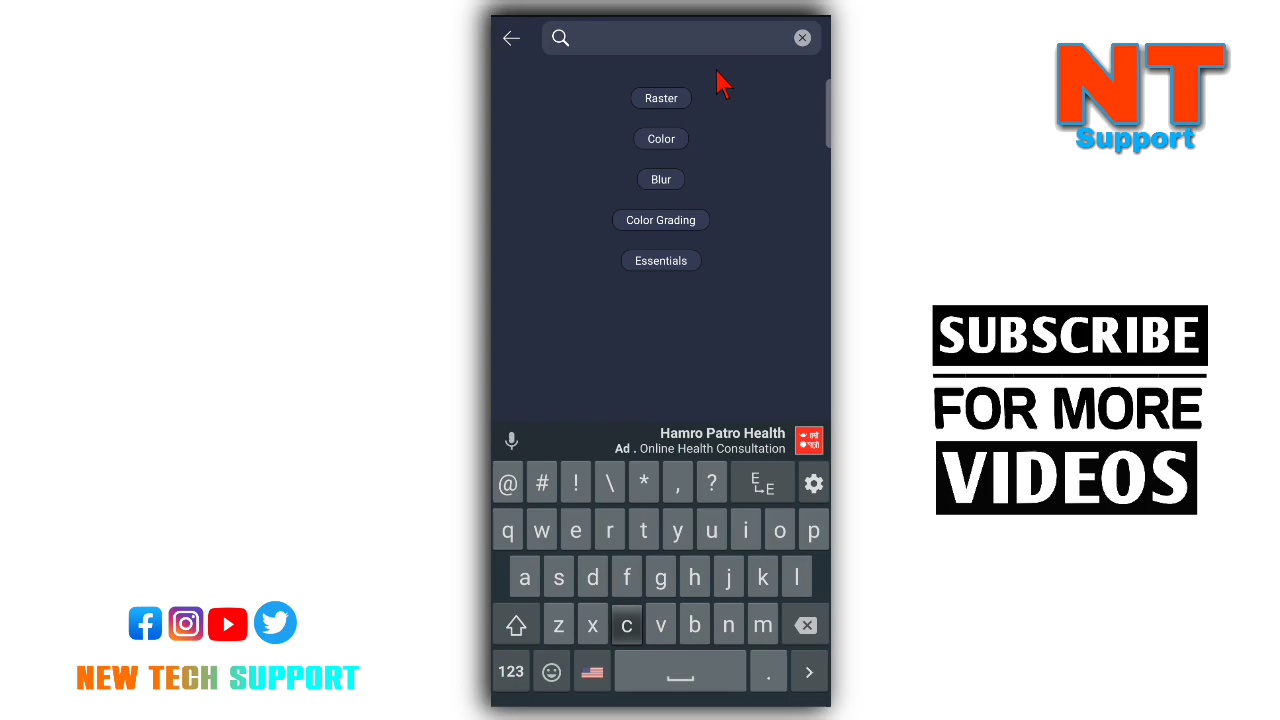 NT
Support
Raster
Color
Blur
Color Grading
Essentials
SUBSCRIBE
FOR MORE
VIDEOS
Hamro Patro Health
Ad . Online Health Consultation
@ # ! \ * , ? E E
q w e r t y u i o p
a s d f g h j k l
z x c v b n m
123 .
NEW TECH SUPPORT